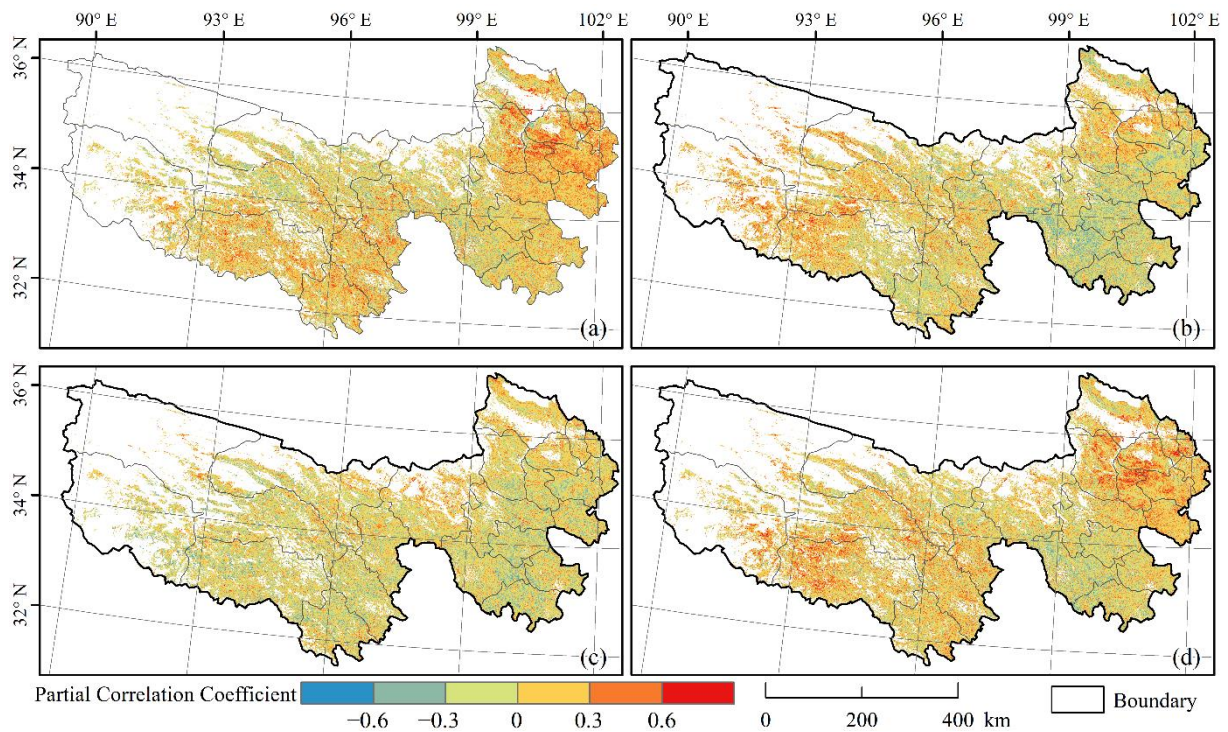 90° E 93° E 96° E 99° E 102° E 90° E 93° E 96° E 99° E 102° E
36° N
34° N
32° N
(a) (b)
36° N
34° N
32° N
(c) (d)
Partial Correlation Coefficient
−0.6 −0.3 0 0.3 0.6
0 200 400 km
Boundary